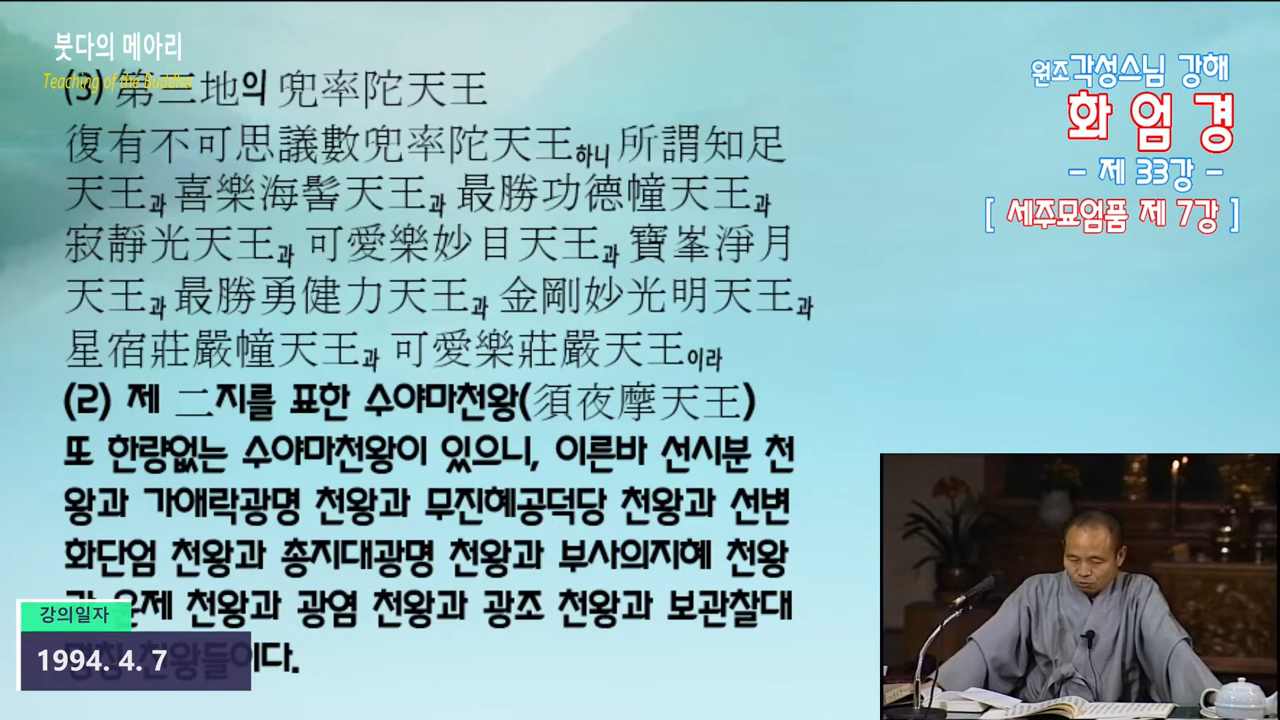 붓다의 메아리
Teaching of the Buddha
(3) 第三地의 兜率陀天王
復有不可思議數兜率陀天王하니 所謂知足
天王과 喜樂海髻天王과 最勝功德幢天王과
寂靜光天王과 可愛樂妙目天王과 寶峯淨月
天王과 最勝勇健力天王과 金剛妙光明天王과
星宿莊嚴幢天王과 可愛樂莊嚴天王이라
(2) 제 二지를 표한 수야마천왕(須夜摩天王)
또 한량없는 수야마천왕이 있으니, 이른바 선시분 천
왕과 가애락광명 천왕과 무진혜공덕당 천왕과 선변
화단엄 천왕과 총지대광명 천왕과 부사의지혜 천왕
과 윤제 천왕과 광염 천왕과 광조 천왕과 보관찰대
천왕들이다.
원조각성스님 강해
화엄경
- 제 33강 -
[ 세주묘엄품 제 7강 ]
강의일자
1994. 4. 7